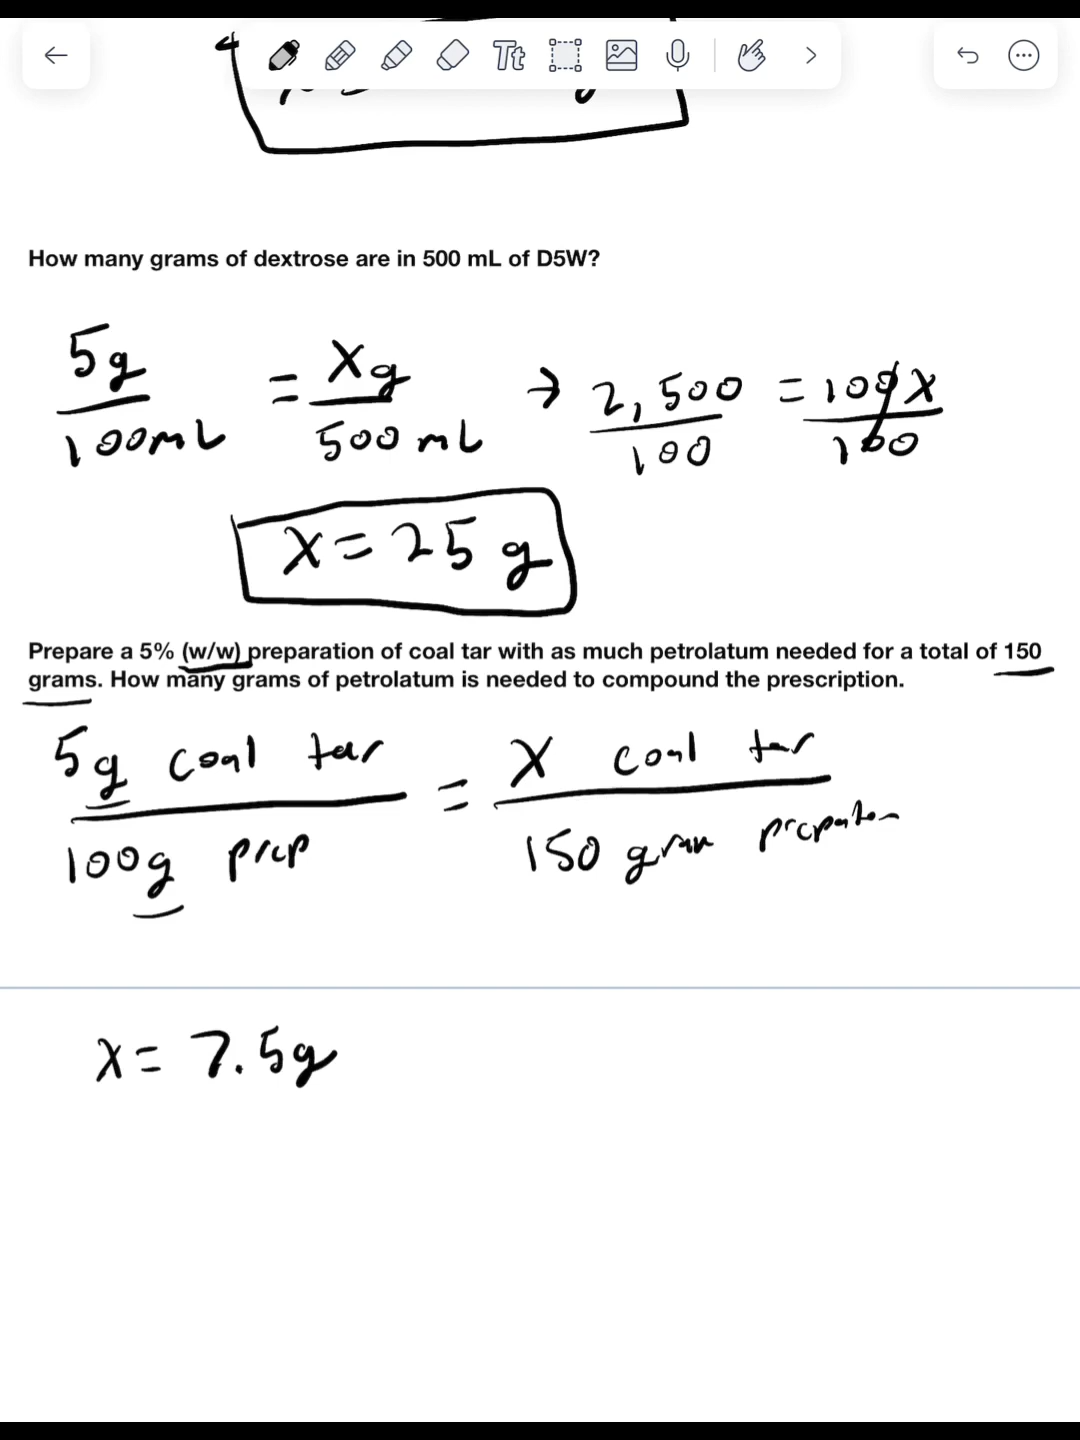 Tt
How many grams of dextrose are in 500 mL of D5W?
5g = Xg → 2,500 = 100X
100mL 500 mL 100 100
X = 25 g
Prepare a 5% (w/w) preparation of coal tar with as much petrolatum needed for a total of 150
grams. How many grams of petrolatum is needed to compound the prescription.
5g coal tar = X coal tar
100g prep 150 gram
X = 7.5g